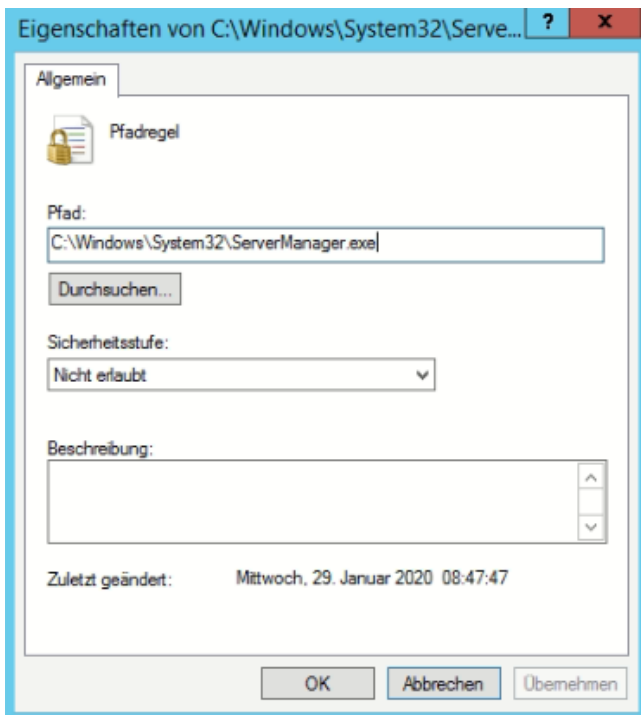 Eigenschaften von C:\Windows\System32\Serve...
?
x
Allgemein
Pfadregel
Pfad:
C:\Windows\System32\ServerManager.exe
Durchsuchen...
Sicherheitsstufe:
Nicht erlaubt
Beschreibung:
Zuletzt geändert: Mittwoch, 29. Januar 2020 08:47:47
OK Abbrechen Übernehmen